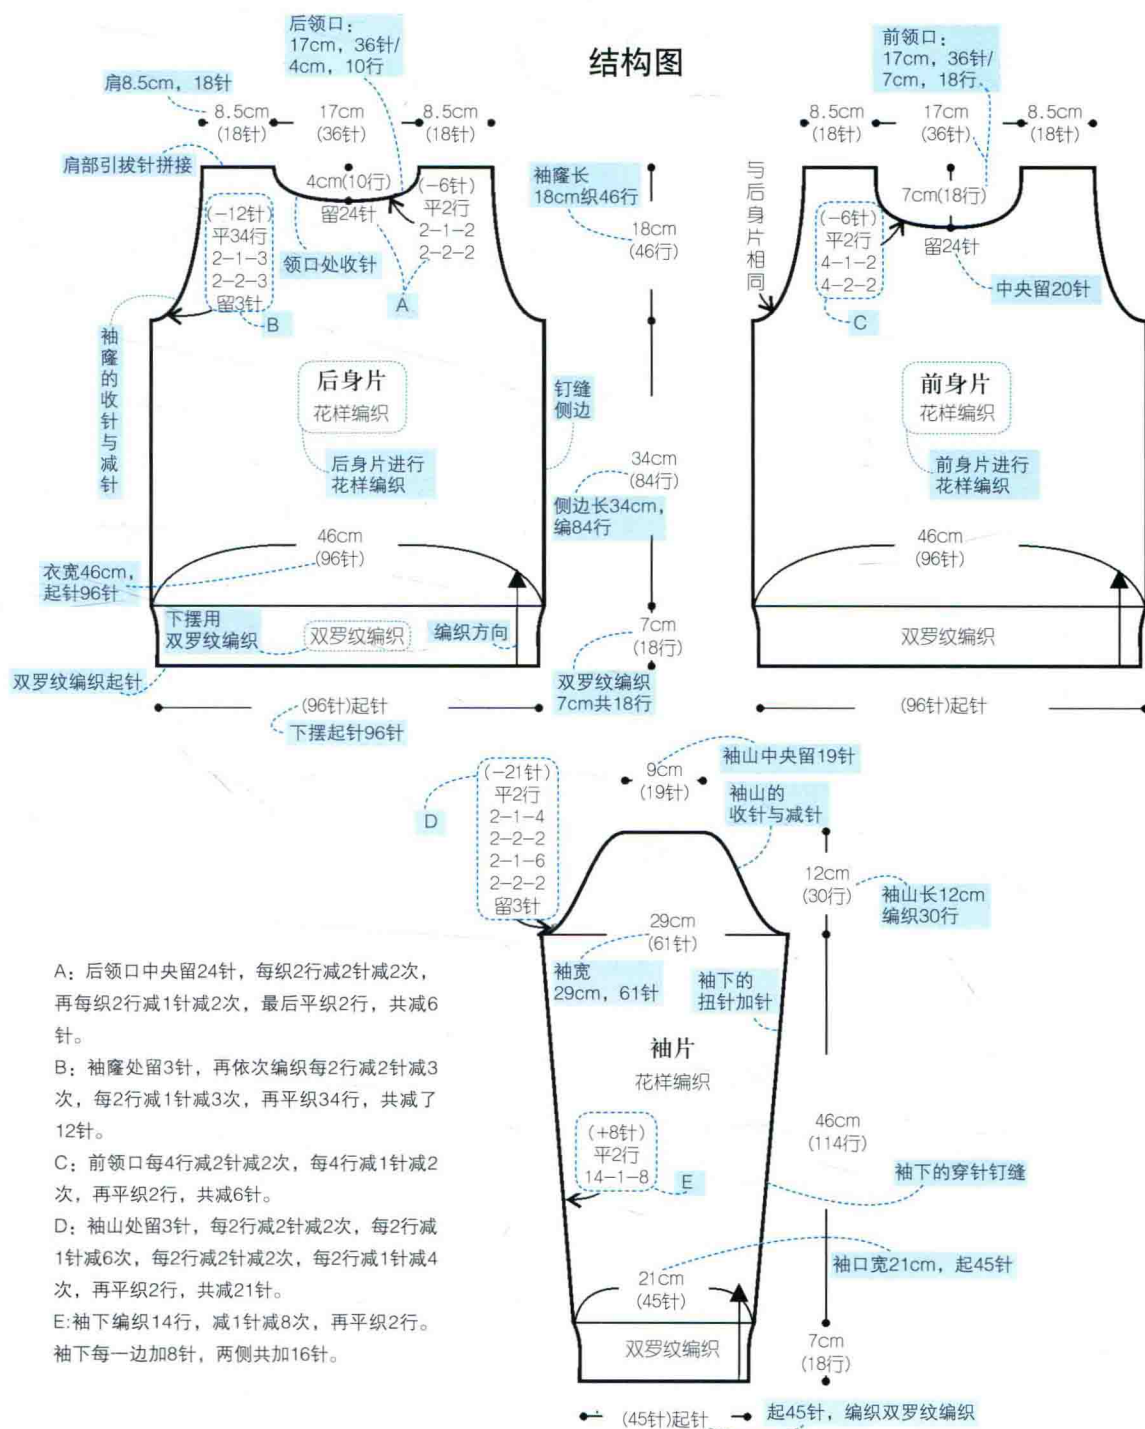 结构图
后领口:
17cm,36针/
4cm,10行
肩8.5cm,18针
8.5cm
(18针)
17cm
(36针)
8.5cm
(18针)
肩部引拔针拼接
4cm(10行)
留24针
(-6针)
平2行
2-1-2
2-2-2
A
领口处收针
(-12针)
平34行
2-1-3
2-2-3
留3针
B
袖窿的收针与减针
后身片
花样编织
后身片进行
花样编织
钉缝
侧边
46cm
(96针)
衣宽46cm,
起针96针
下摆用
双罗纹编织
双罗纹编织
编织方向
双罗纹编织起针
(96针)起针
下摆起针96针
袖窿长
18cm织46行
18cm
(46行)
34cm
(84行)
侧边长34cm,
编84行
7cm
(18行)
双罗纹编织
7cm共18行
前领口:
17cm,36针/
7cm,18行
8.5cm
(18针)
17cm
(36针)
8.5cm
(18针)
与后身片相同
7cm(18行)
留24针
中央留20针
(-6针)
平2行
4-1-2
4-2-2
C
前身片
花样编织
前身片进行
花样编织
46cm
(96针)
双罗纹编织
(96针)起针
袖山中央留19针
9cm
(19针)
(-21针)
平2行
2-1-4
2-2-2
2-1-6
2-2-2
留3针
D
袖山的
收针与减针
12cm
(30行)
袖山长12cm
编织30行
29cm
(61针)
袖宽
29cm,61针
袖下的
扭针加针
袖片
花样编织
46cm
(114行)
(+8针)
平2行
14-1-8
E
袖下的穿针钉缝
袖口宽21cm,起45针
21cm
(45针)
双罗纹编织
7cm
(18行)
(45针)起针
起45针,编织双罗纹编织
A:后领口中央留24针,每织2行减2针减2次,
再每织2行减1针减2次,最后平织2行,共减6
针。
B:袖窿处留3针,再依次编织每2行减2针减3
次,每2行减1针减3次,再平织34行,共减了
12针。
C:前领口每4行减2针减2次,每4行减1针减2
次,再平织2行,共减6针。
D:袖山处留3针,每2行减2针减2次,每2行减
1针减6次,每2行减2针减2次,每2行减1针减4
次,再平织2行,共减21针。
E:袖下编织14行,减1针减8次,再平织2行。
袖下每一边加8针,两侧共加16针。